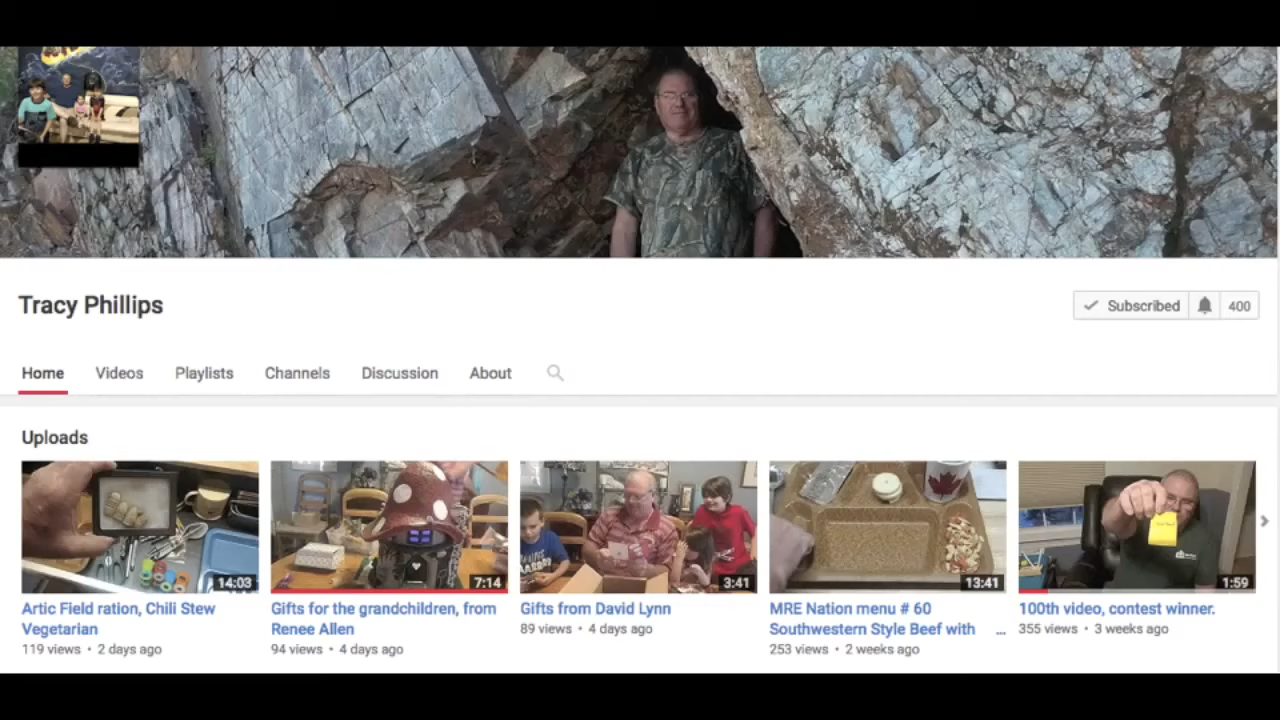 Tracy Phillips
Subscribed 400
Home Videos Playlists Channels Discussion About
Uploads
14:03 7:14 3:41 13:41 1:59
Artic Field ration, Chili Stew Vegetarian
119 views • 2 days ago
Gifts for the grandchildren, from Renee Allen
94 views • 4 days ago
Gifts from David Lynn
89 views • 4 days ago
MRE Nation menu # 60
Southwestern Style Beef with ...
253 views • 2 weeks ago
100th video, contest winner.
355 views • 3 weeks ago